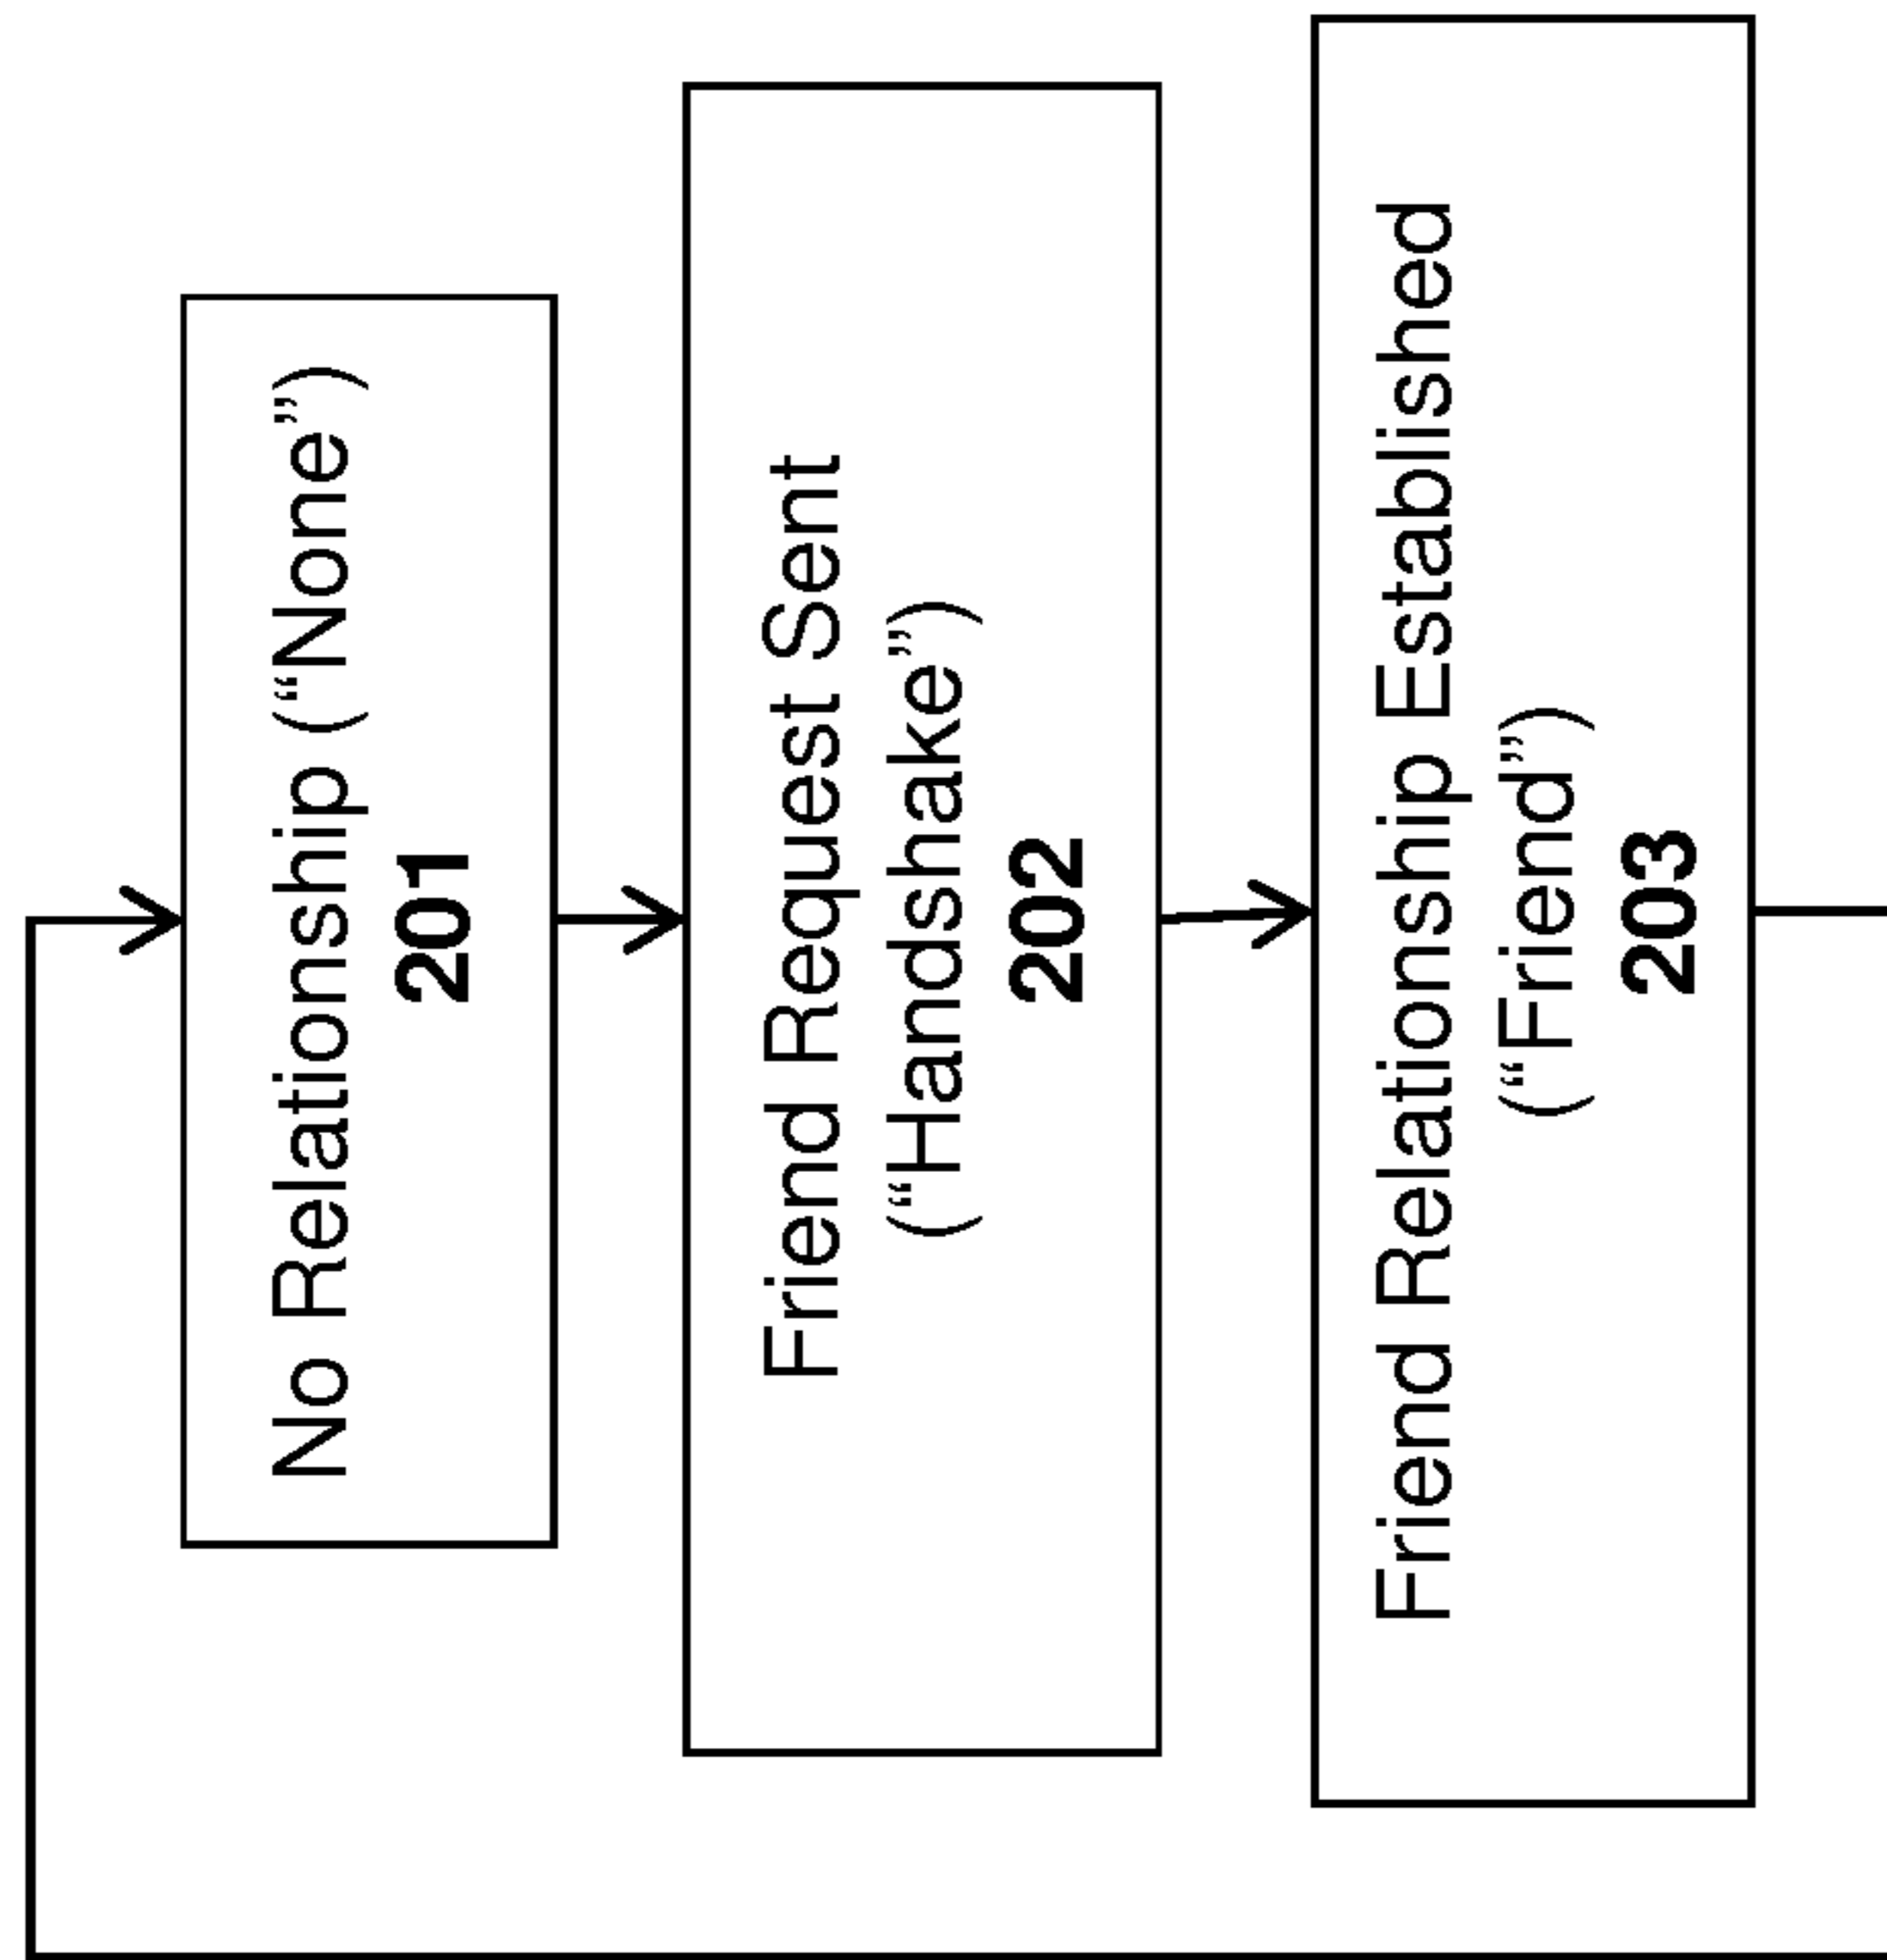 No Relationship (“None”)
201
Friend Request Sent
(“Handshake”)
202
Friend Relationship Established
(“Friend”)
203